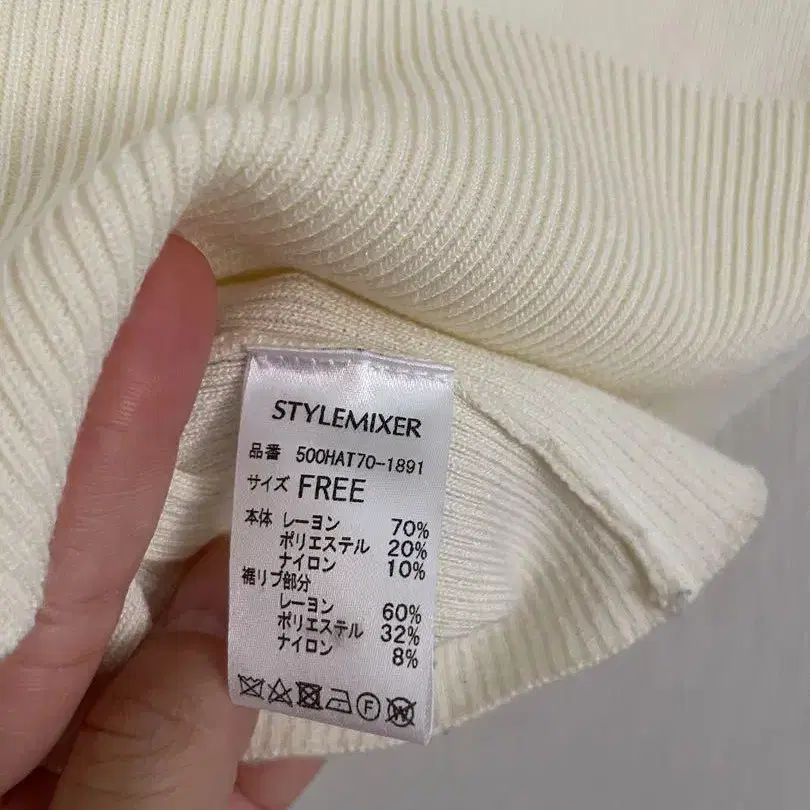 STYLEMIXER
品番 500HAT70-1891
サイズ FREE
本体 レーヨン 70%
ポリエステル 20%
ナイロン 10%
裾リブ部分
レーヨン 60%
ポリエステル 32%
ナイロン 8%
F W